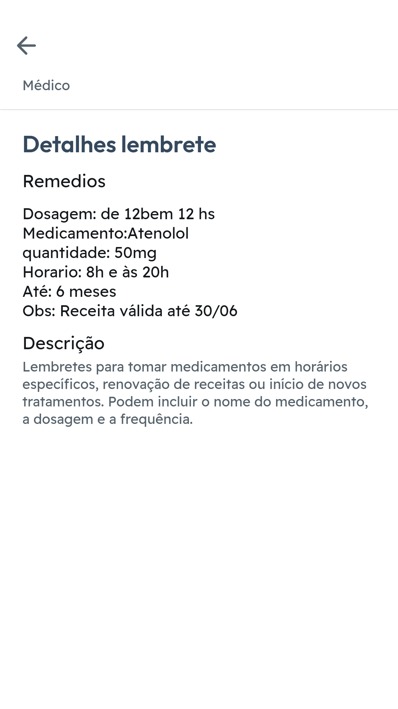 Médico
Detalhes lembrete
Remedios
Dosagem: de 12bem 12 hs
Medicamento:Atenolol
quantidade: 50mg
Horario: 8h e às 20h
Até: 6 meses
Obs: Receita válida até 30/06
Descrição
Lembretes para tomar medicamentos em horários
específicos, renovação de receitas ou início de novos
tratamentos. Podem incluir o nome do medicamento,
a dosagem e a frequência.